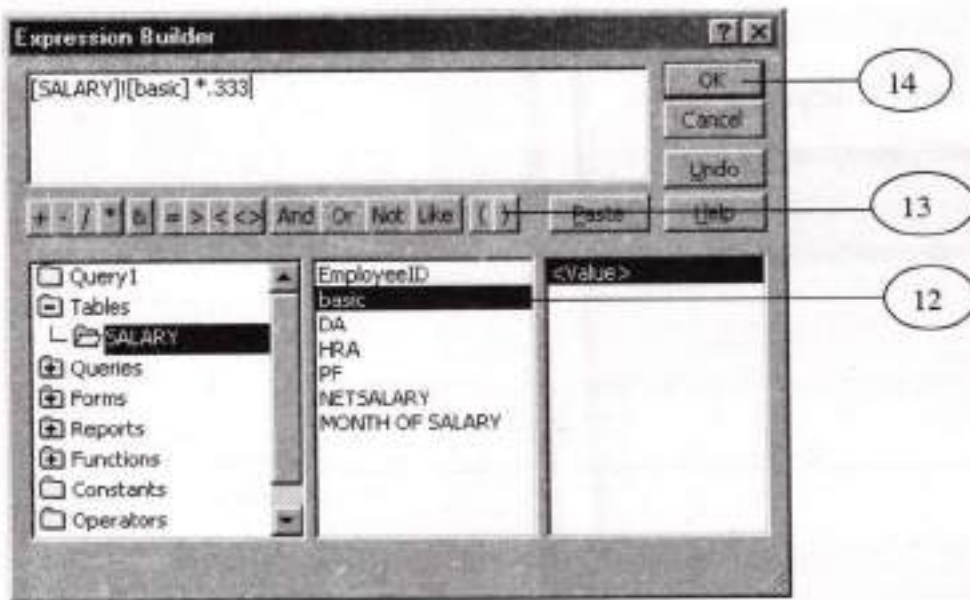 Expression Builder
? X
[SALARY]![basic] *.333
OK
14
Cancel
Undo
+ - / * & = > < <> And Or Not Like ( )
Paste
Help
13
Query1
Tables
SALARY
Queries
Forms
Reports
Functions
Constants
Operators
EmployeeID
basic
DA
HRA
PF
NETSALARY
MONTH OF SALARY
<Value>
12